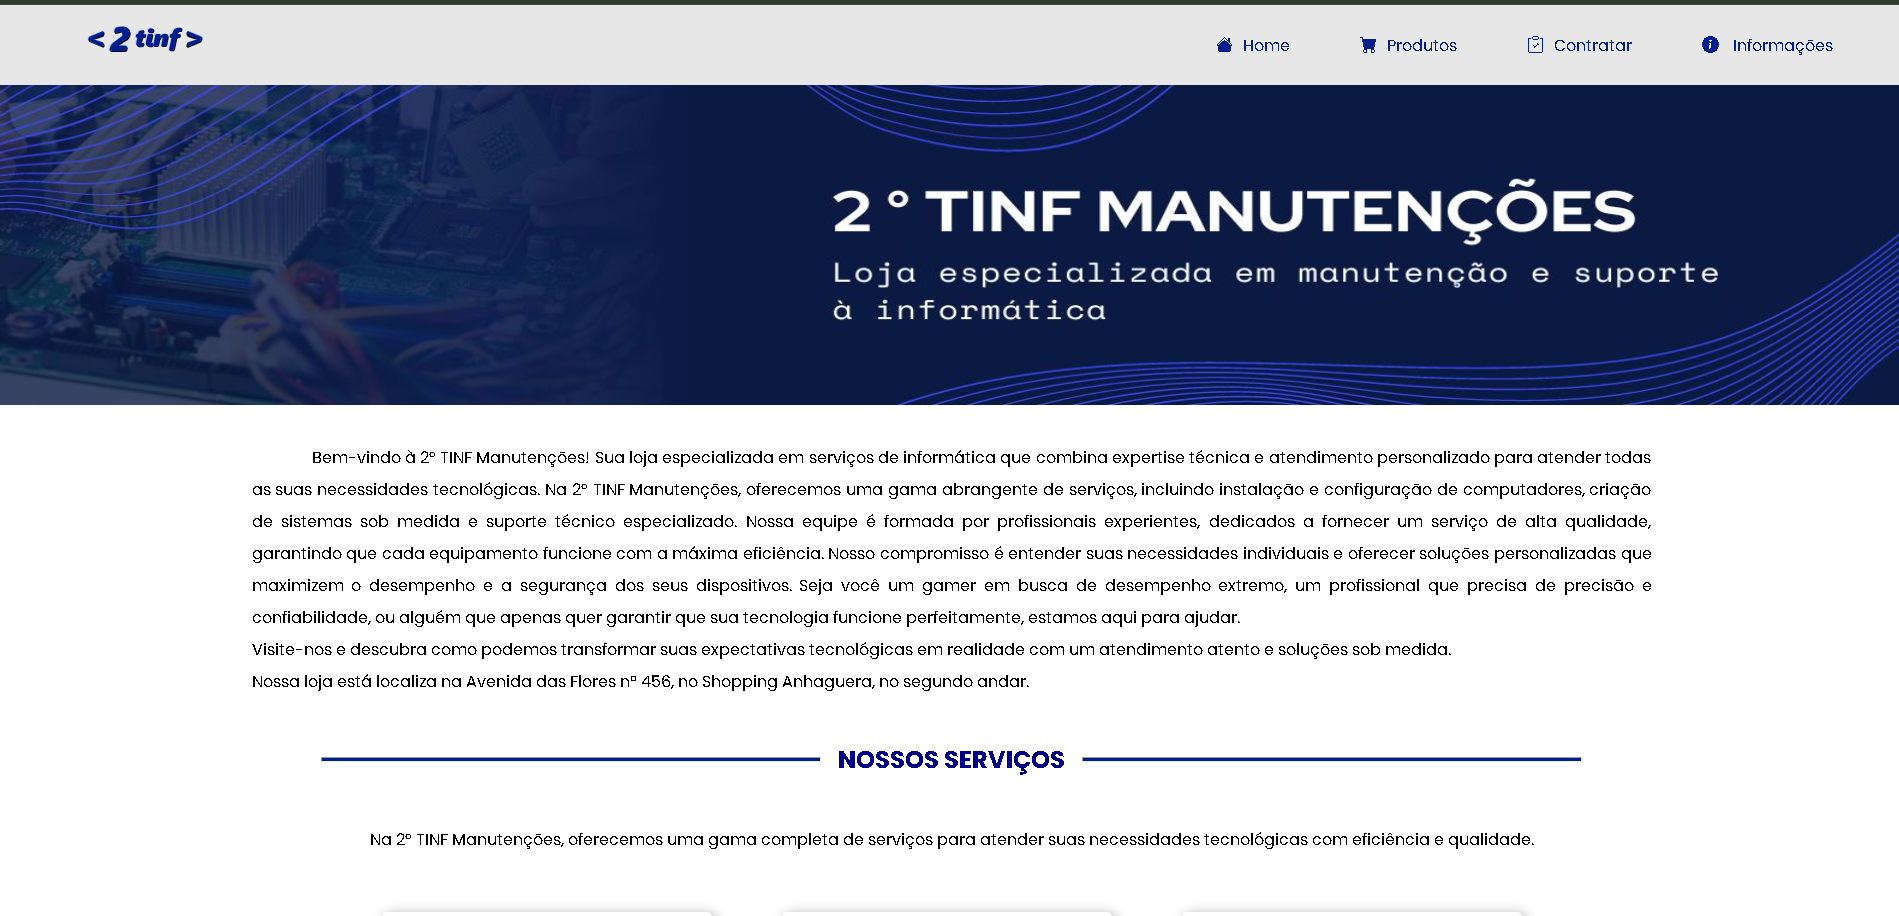 < 2 tinf >
Home
Produtos
Contratar
Informações
2 ° TINF MANUTENÇÕES
Loja especializada em manutenção e suporte
à informática
Bem-vindo à 2° TINF Manutenções! Sua loja especializada em serviços de informática que combina expertise técnica e atendimento personalizado para atender todas
as suas necessidades tecnológicas. Na 2° TINF Manutenções, oferecemos uma gama abrangente de serviços, incluindo instalação e configuração de computadores, criação
de sistemas sob medida e suporte técnico especializado. Nossa equipe é formada por profissionais experientes, dedicados a fornecer um serviço de alta qualidade,
garantindo que cada equipamento funcione com a máxima eficiência. Nosso compromisso é entender suas necessidades individuais e oferecer soluções personalizadas que
maximizem o desempenho e a segurança dos seus dispositivos. Seja você um gamer em busca de desempenho extremo, um profissional que precisa de precisão e
confiabilidade, ou alguém que apenas quer garantir que sua tecnologia funcione perfeitamente, estamos aqui para ajudar.
Visite-nos e descubra como podemos transformar suas expectativas tecnológicas em realidade com um atendimento atento e soluções sob medida.
Nossa loja está localiza na Avenida das Flores nª 456, no Shopping Anhaguera, no segundo andar.
NOSSOS SERVIÇOS
Na 2° TINF Manutenções, oferecemos uma gama completa de serviços para atender suas necessidades tecnológicas com eficiência e qualidade.